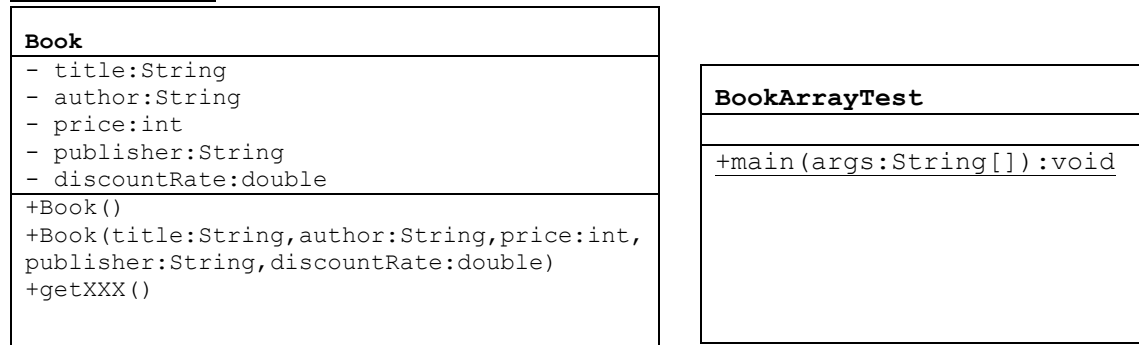 Book
- title:String
- author:String
- price:int
- publisher:String
- discountRate:double
+Book()
+Book(title:String,author:String,price:int,
publisher:String,discountRate:double)
+getXXX()
BookArrayTest
+main(args:String[]):void